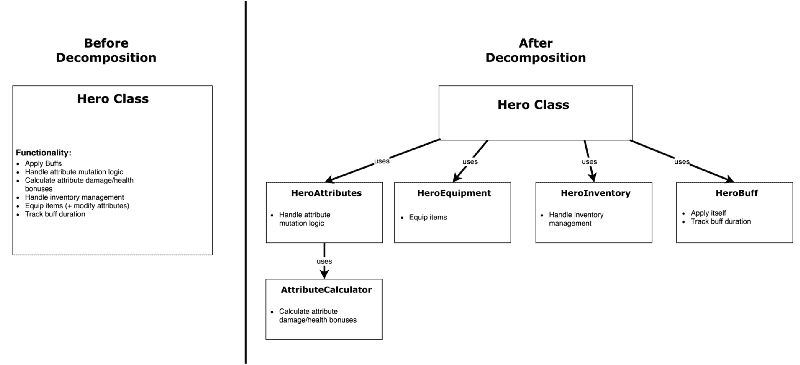 Before
Decomposition
Hero Class
Functionality:
• Apply Buffs
• Handle attribute mutation logic
• Calculate attribute damage/health
bonuses
• Handle inventory management
• Equip items (+ modify attributes)
• Track buff duration
After
Decomposition
Hero Class
uses
uses
uses
uses
HeroAttributes
• Handle attribute
mutation logic
HeroEquipment
• Equip items
HeroInventory
• Handle inventory
management
HeroBuff
• Apply itself
• Track buff duration
uses
AttributeCalculator
• Calculate attribute
damage/health bonuses